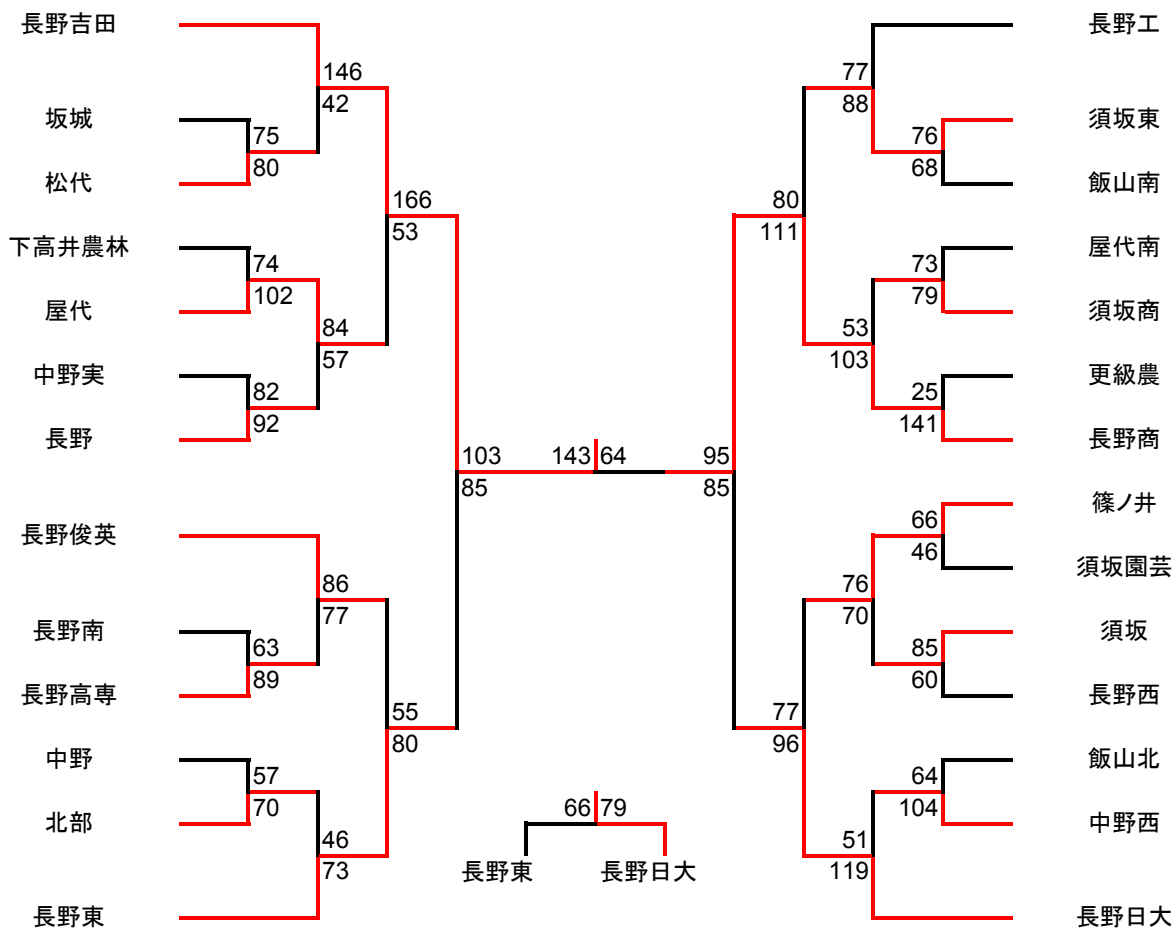 長野吉田
146
42
坂城
75
80
松代
166
53
下高井農林
74
102
屋代
84
57
中野実
82
92
長野
103
85
長野俊英
86
77
長野南
63
89
長野高専
55
80
中野
57
70
北部
46
73
長野東
143 64
66 79
長野東
長野日大
長野工
77
88
須坂東
76
68
飯山南
80
111
屋代南
73
79
須坂商
53
103
更級農
25
141
長野商
95
85
篠ノ井
66
46
須坂園芸
76
70
須坂
85
60
長野西
77
96
飯山北
64
104
中野西
51
119
長野日大